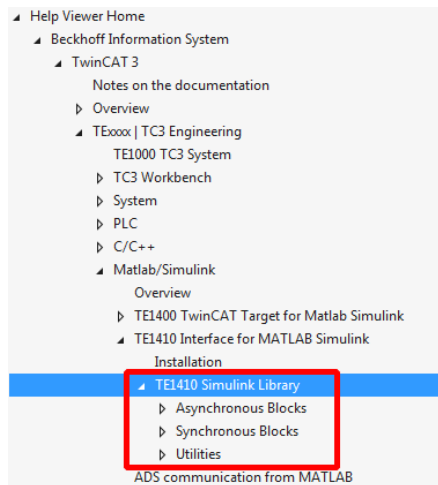 Help Viewer Home
Beckhoff Information System
TwinCAT 3
Notes on the documentation
Overview
TExxxx | TC3 Engineering
TE1000 TC3 System
TC3 Workbench
System
PLC
C/C++
Matlab/Simulink
Overview
TE1400 TwinCAT Target for Matlab Simulink
TE1410 Interface for MATLAB Simulink
Installation
TE1410 Simulink Library
Asynchronous Blocks
Synchronous Blocks
Utilities
ADS communication from MATLAB